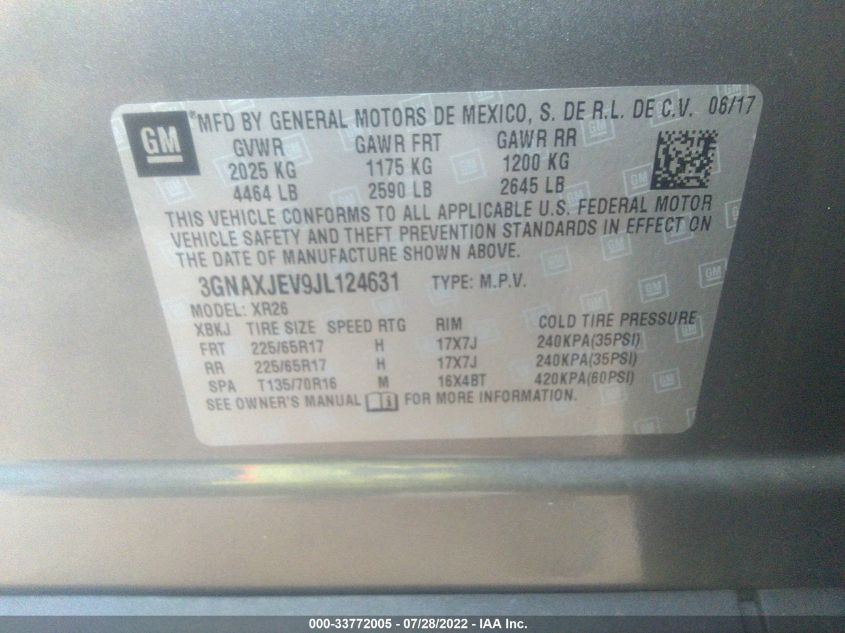 GM
®MFD BY GENERAL MOTORS DE MEXICO, S. DE R.L. DE C.V. 06/17
GVWR GAWR FRT GAWR RR
2025 KG 1175 KG 1200 KG
4464 LB 2590 LB 2645 LB
THIS VEHICLE CONFORMS TO ALL APPLICABLE U.S. FEDERAL MOTOR
VEHICLE SAFETY AND THEFT PREVENTION STANDARDS IN EFFECT ON
THE DATE OF MANUFACTURE SHOWN ABOVE.
3GNAXJEV9JL124631 TYPE: M.P.V.
MODEL: XR26
XBKJ TIRE SIZE SPEED RTG RIM COLD TIRE PRESSURE
FRT 225/65R17 H 17X7J 240KPA(35PSI)
RR 225/65R17 H 17X7J 240KPA(35PSI)
SPA T135/70R16 M 16X4BT 420KPA(60PSI)
SEE OWNER'S MANUAL FOR MORE INFORMATION.
000-33772005 - 07/28/2022 - IAA Inc.